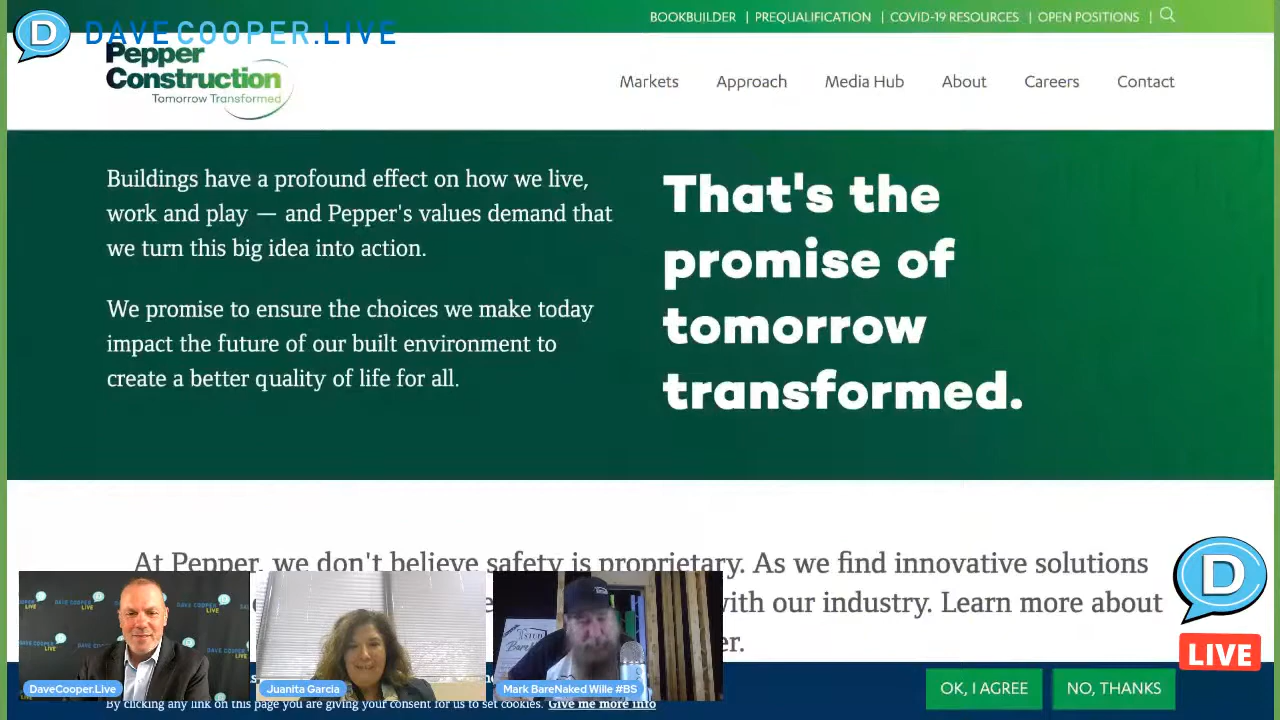 DAVECOOPER.LIVE
BOOKBUILDER | PREQUALIFICATION | COVID-19 RESOURCES | OPEN POSITIONS |
Pepper
Construction
Tomorrow Transformed
Markets Approach Media Hub About Careers Contact
Buildings have a profound effect on how we live,
work and play — and Pepper's values demand that
we turn this big idea into action.
We promise to ensure the choices we make today
impact the future of our built environment to
create a better quality of life for all.
That's the
promise of
tomorrow
transformed.
At Pepper, we don't believe safety is proprietary. As we find innovative solutions
with our industry. Learn more about
DaveCooper.Live
Juanita Garcia
Mark BareNaked Wille #BS
By clicking any link on this page you are giving your consent for us to set cookies. Give me more info
OK, I AGREE
NO, THANKS
D
LIVE